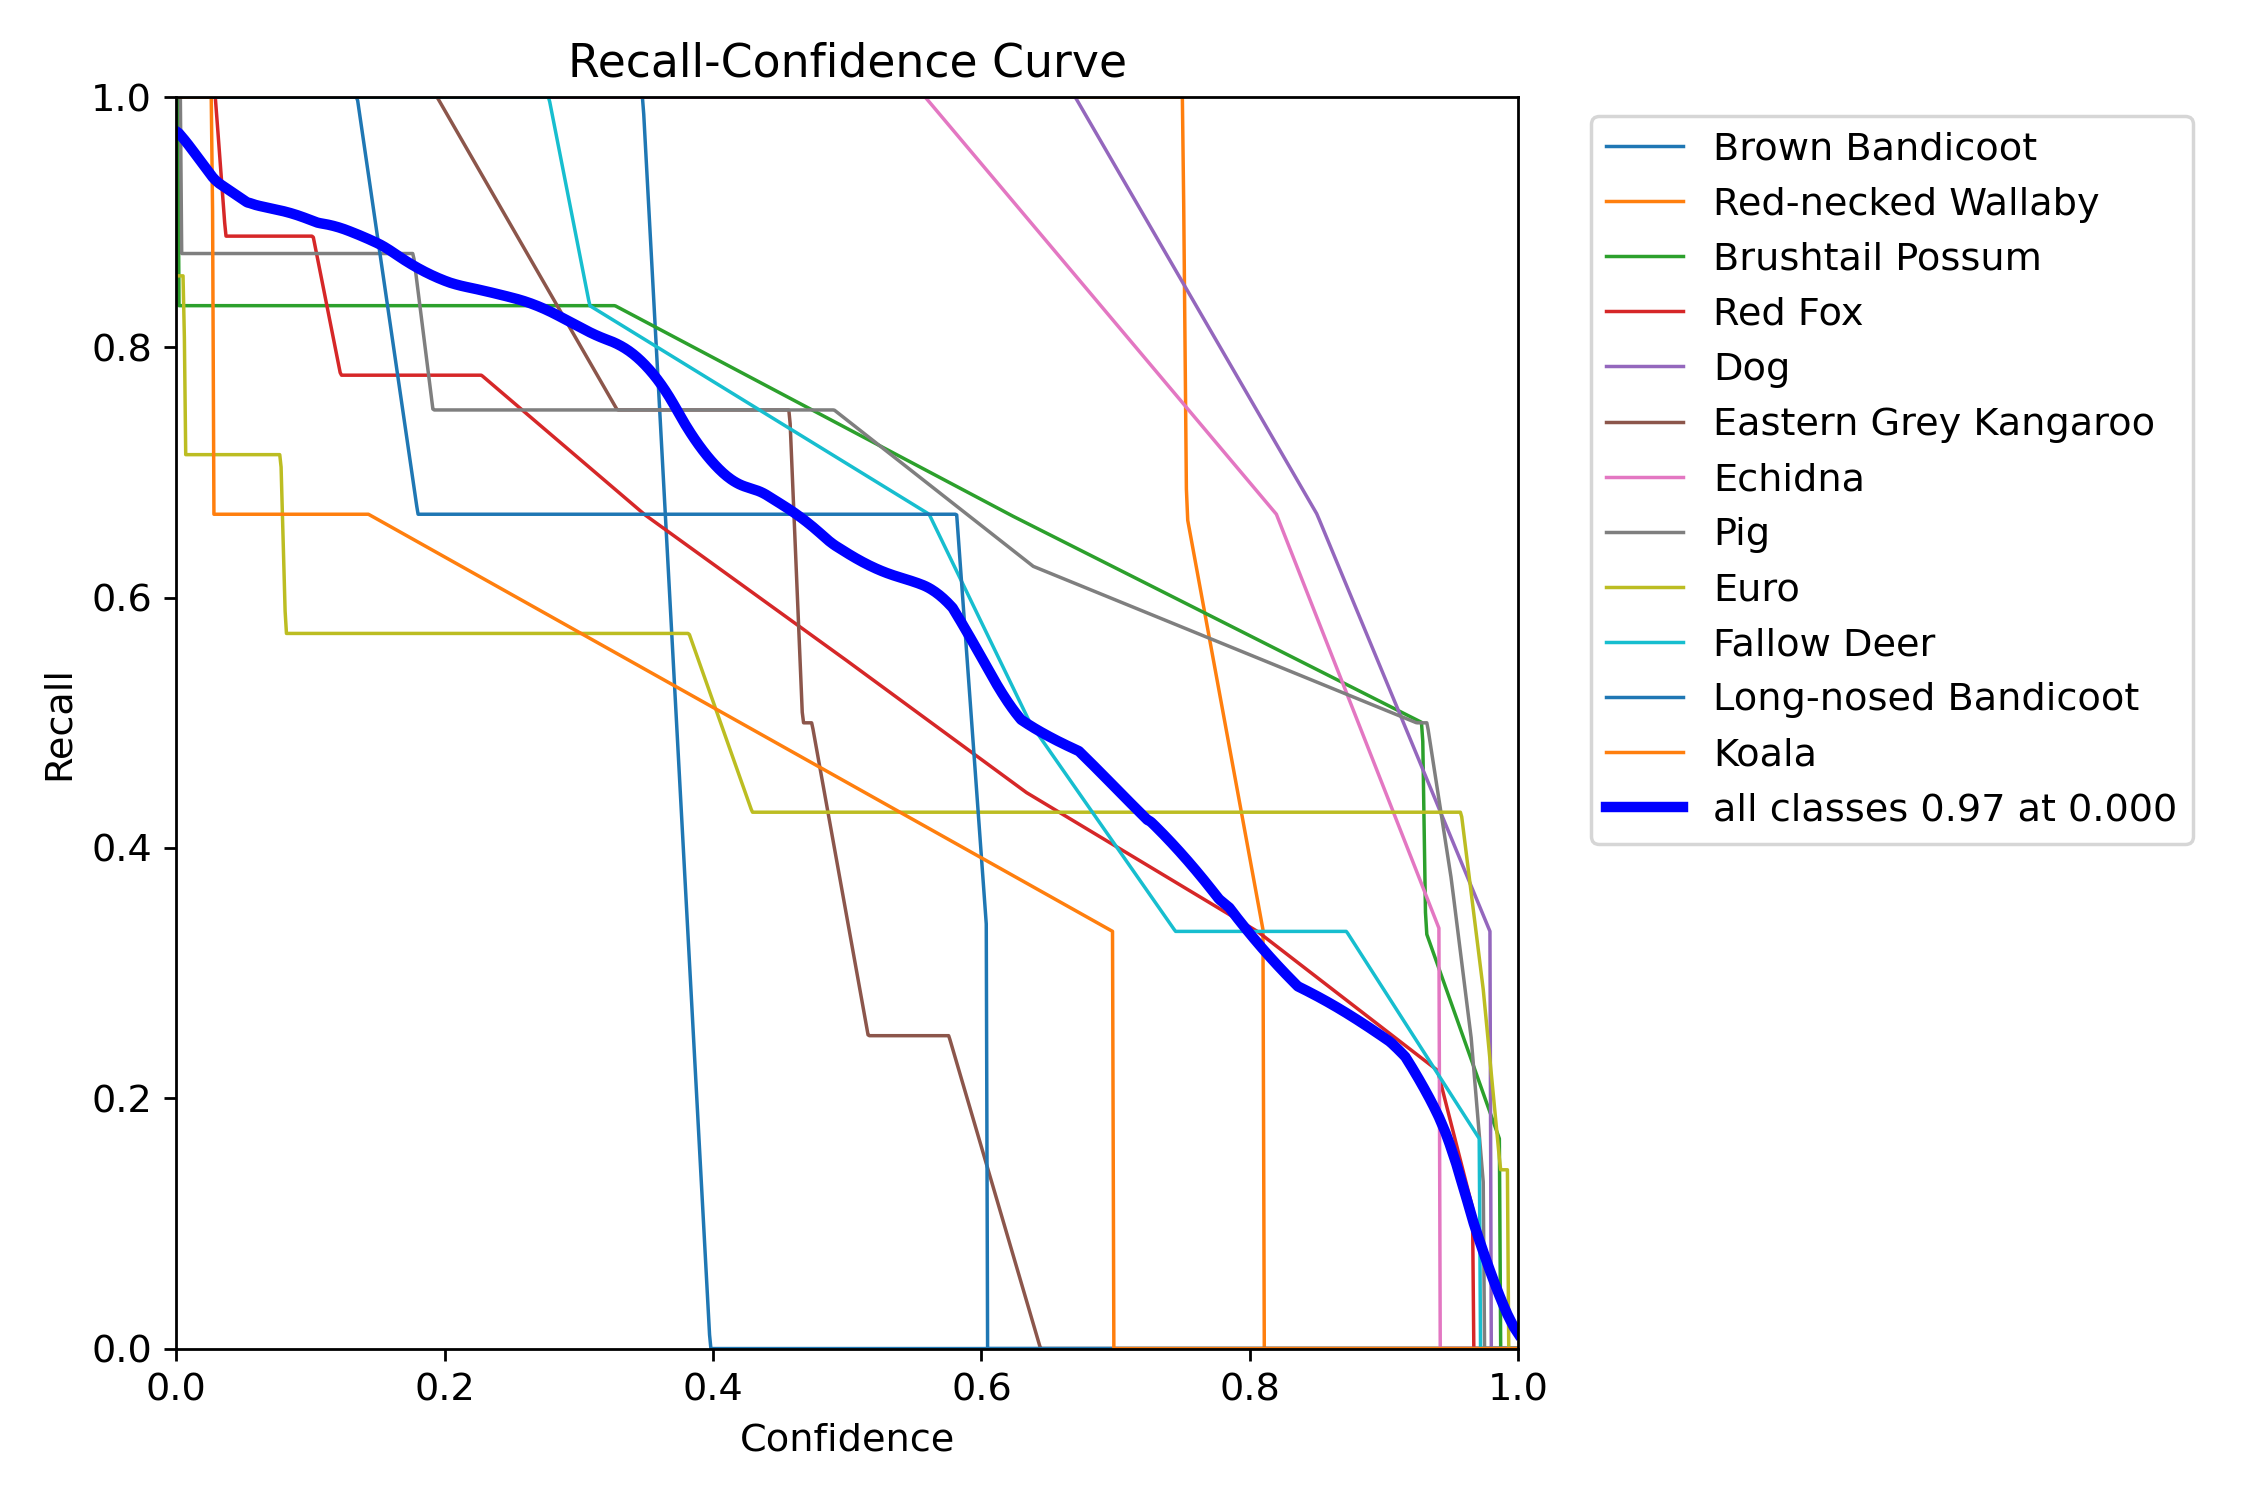 Recall-Confidence Curve
1.0
0.8
0.6
0.4
0.2
0.0
Recall
0.0 0.2 0.4 0.6 0.8 1.0
Confidence
Brown Bandicoot
Red-necked Wallaby
Brushtail Possum
Red Fox
Dog
Eastern Grey Kangaroo
Echidna
Pig
Euro
Fallow Deer
Long-nosed Bandicoot
Koala
all classes 0.97 at 0.000